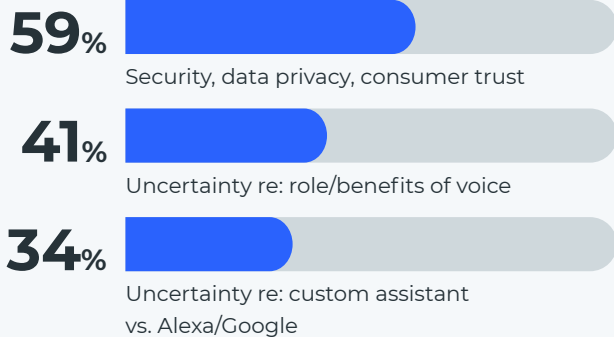 59%
Security, data privacy, consumer trust
41%
Uncertainty re: role/benefits of voice
34%
Uncertainty re: custom assistant
vs. Alexa/Google